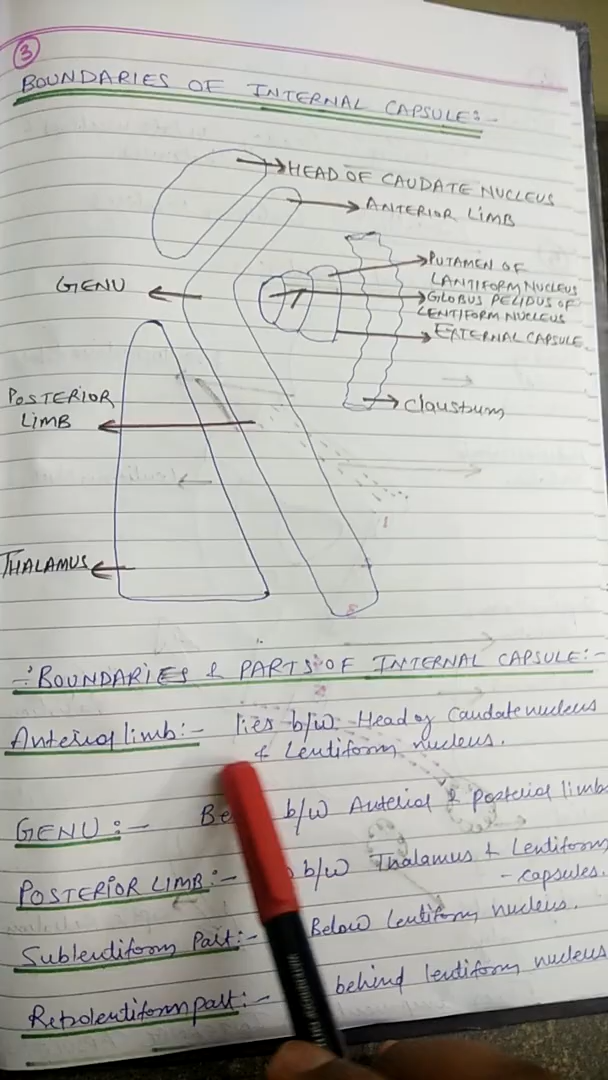 3
BOUNDARIES OF INTERNAL CAPSULE:-
HEAD OF CAUDATE NUCLEUS
ANTERIOR LIMB
GENU
PUTAMEN OF
LANTIFORM NUCLEUS
GLOBUS PELIDUS OF
LENTIFORM NUCLEUS
EXTERNAL CAPSULE
POSTERIOR
LIMB
Claustum
THALAMUS
BOUNDARIES & PARTS OF INTERNAL CAPSULE:-
Anterior limb:- lies b/w Head of Caudate nucleus
& Lentiform nucleus.
GENU:- b/w Anterior & Posterior limb
POSTERIOR LIMB:- b/w Thalamus & Lentiform
- capsules.
Sublentiform Part:- Below lentiform nucleus.
Retrolentiform part:- behind lentiform nucleus